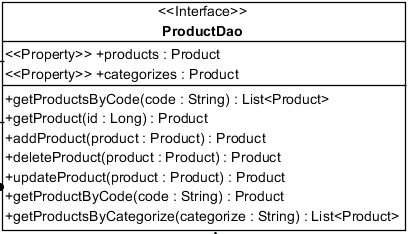 <<Interface>>
ProductDao
<<Property>> +products : Product
<<Property>> +categorizes : Product
+getProductsByCode(code : String) : List<Product>
+getProduct(id : Long) : Product
+addProduct(product : Product) : Product
+deleteProduct(product : Product) : Product
+updateProduct(product : Product) : Product
+getProductByCode(code : String) : Product
+getProductsByCategorize(categorize : String) : List<Product>